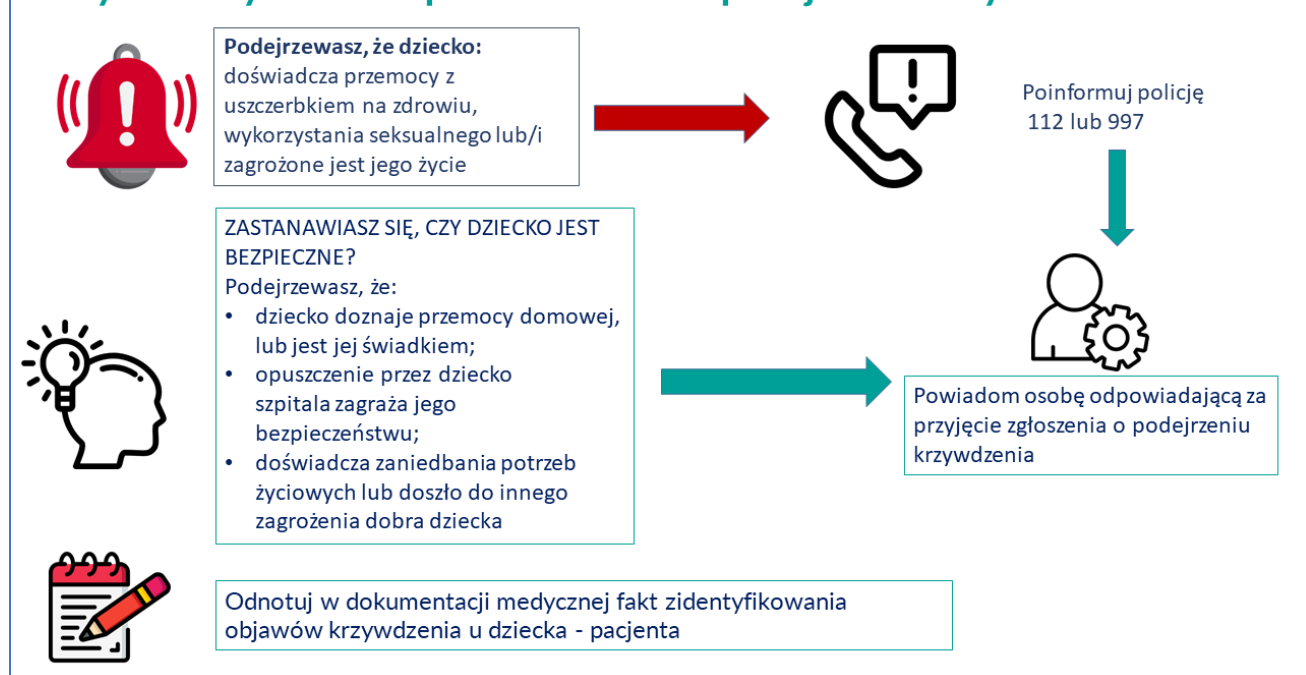 Podejrzewasz, że dziecko:
doświadcza przemocy z
uszczerbkiem na zdrowiu,
wykorzystania seksualnego lub/i
zagrożone jest jego życie
Poinformuj policję
112 lub 997
ZASTANAWIASZ SIĘ, CZY DZIECKO JEST
BEZPIECZNE?
Podejrzewasz, że:
• dziecko doznaje przemocy domowej,
lub jest jej świadkiem;
• opuszczenie przez dziecko
szpitala zagraża jego
bezpieczeństwu;
• doświadcza zaniedbania potrzeb
życiowych lub doszło do innego
zagrożenia dobra dziecka
Powiadom osobę odpowiadającą za
przyjęcie zgłoszenia o podejrzeniu
krzywdzenia
Odnotuj w dokumentacji medycznej fakt zidentyfikowania
objawów krzywdzenia u dziecka - pacjenta